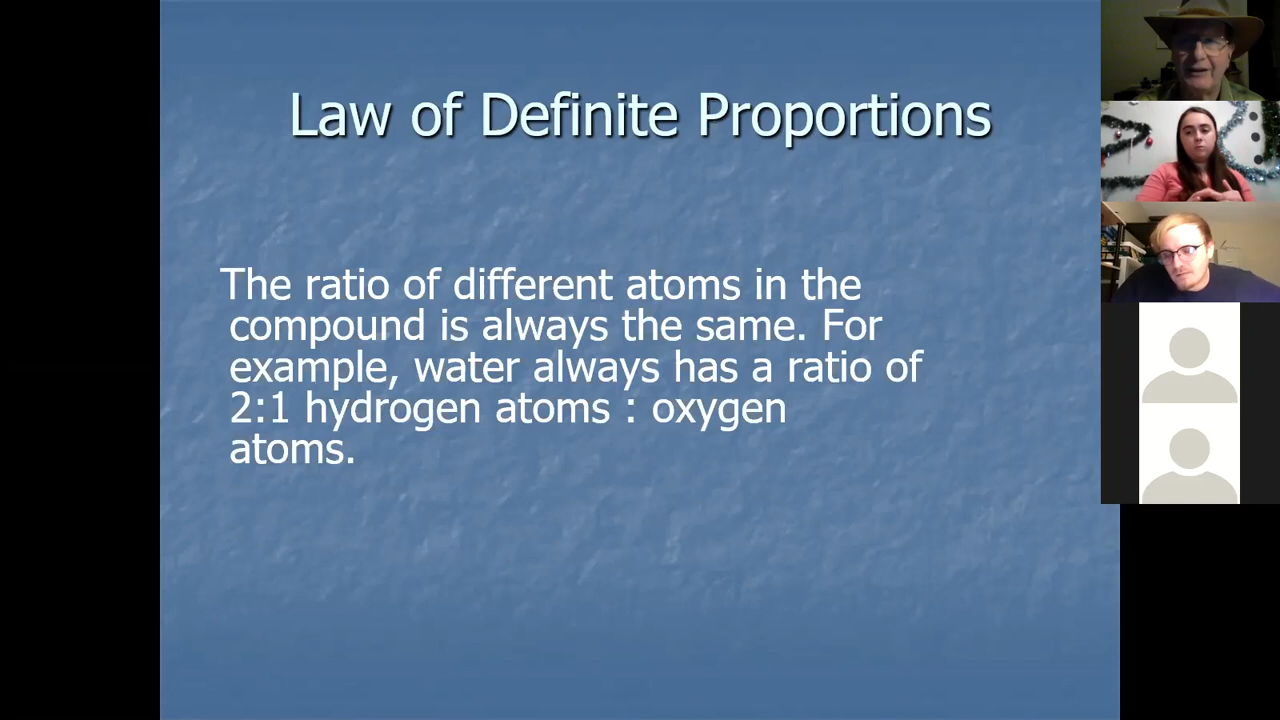 Law of Definite Proportions
The ratio of different atoms in the
compound is always the same. For
example, water always has a ratio of
2:1 hydrogen atoms : oxygen
atoms.